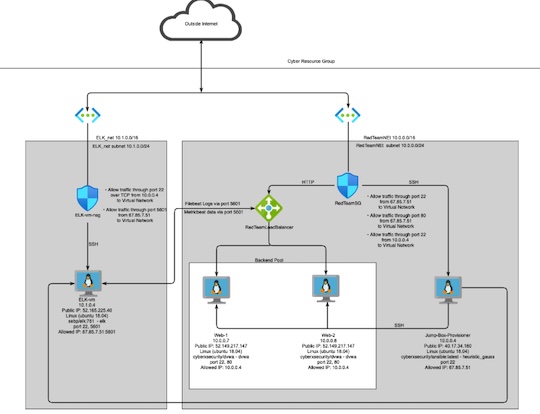 Outside Internet
Cyber Resource Group
ELK_net 10.1.0.0/16
ELK_net subnet 10.1.0.0/24
RedTeamNEt 10.0.0.0/16
RedTeamNEt subnet 10.0.0.0/24
- Allow traffic through port 22
over TCP from 10.0.0.4
to Virtual Network
- Allow traffic through port 5601
from 67.85.7.51
to Virtual Network
ELK-vm-nsg
SSH
Filebeat Logs via port 5601
Metricbeat data via port 5601
HTTP
SSH
RedTeamSG
- Allow traffic through port 22
from 67.85.7.51
to Virtual Network
- Allow traffic through port 80
from 67.85.7.51
to Virtual Network
- Allow traffic through port 22
from 10.0.0.4
to Virtual Network
RedTeamLoadBalancer
Backend Pool
ELK-vm
10.1.0.4
Public IP: 52.165.225.40
Linux (ubuntu 18.04)
sebp/elk:761 - elk
port 22, 5601
Allowed IP: 67.85.7.51:5601
Web-1
10.0.0.7
Public IP: 52.149.217.147
Linux (ubuntu 18.04)
cyberxsecurity/dvwa - dvwa
port 22, 80
Allowed IP: 10.0.0.4
Web-2
10.0.0.8
Public IP: 52.149.217.147
Linux (ubuntu 18.04)
cyberxsecurity/dvwa - dvwa
port 22, 80
Allowed IP: 10.0.0.4
SSH
Jump-Box-Provisioner
10.0.0.4
Public IP: 40.17.34.160
Linux (ubuntu 18.04)
cyberxsecurity/ansible:latest - heuristic_gauss
port 22
Allowed IP: 67.85.7.51